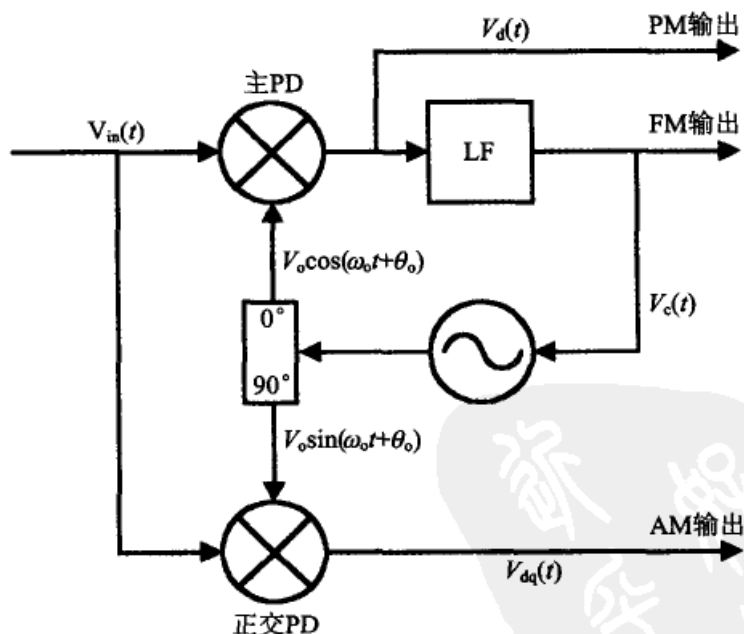 V_d(t)
PM输出
主PD
V_in(t)
FM输出
LF
V_o cos(ω_o t+θ_o)
0°
V_c(t)
90°
V_o sin(ω_o t+θ_o)
AM输出
V_dq(t)
正交PD